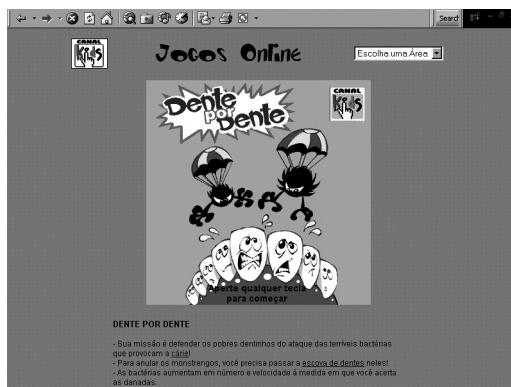 Search
CANAL
Kids
Jogos Online
Escolha uma Área
Dente
por
Dente
CANAL
Kids
Aperte qualquer tecla
para começar
DENTE POR DENTE
- Sua missão é defender os pobres dentinhos do ataque das terríveis bactérias
que provocam a cárie!
- Para anular os monstrengos, você precisa passar a escova de dentes neles!
- As bactérias aumentam em número e velocidade à medida em que você acerta
as danadas.